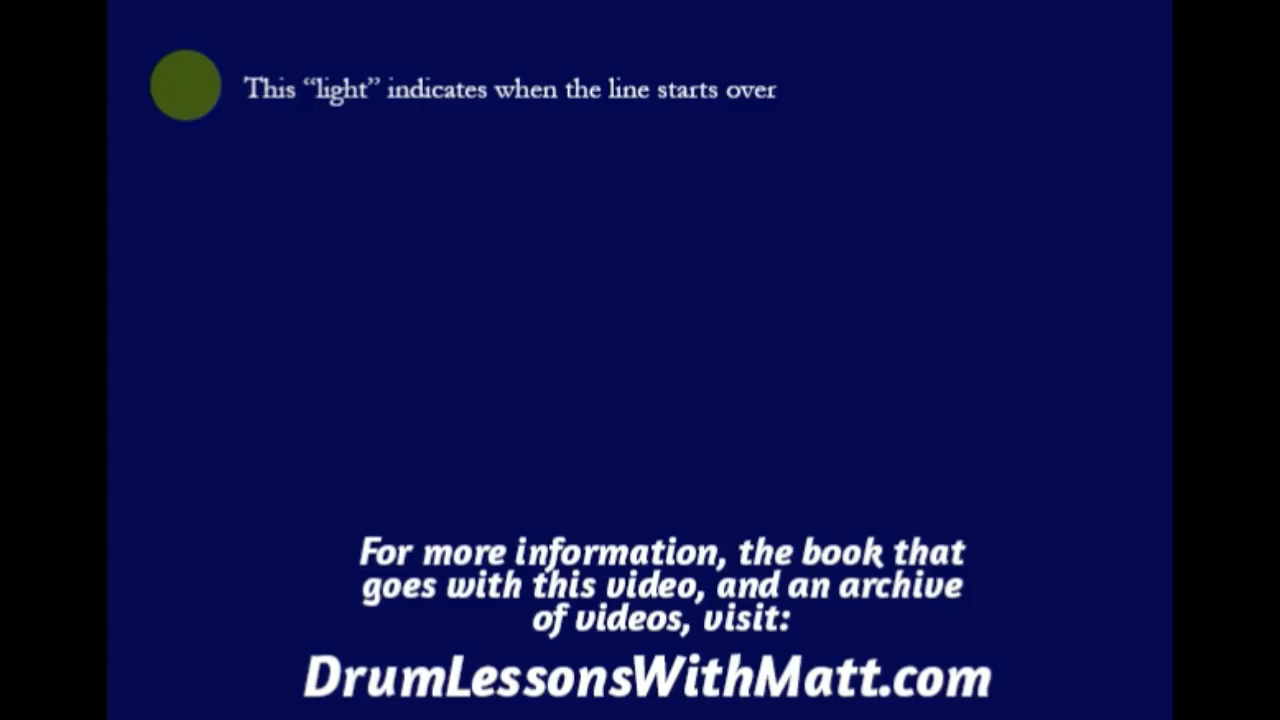 This “light” indicates when the line starts over
For more information, the book that
goes with this video, and an archive
of videos, visit:
DrumLessonsWithMatt.com